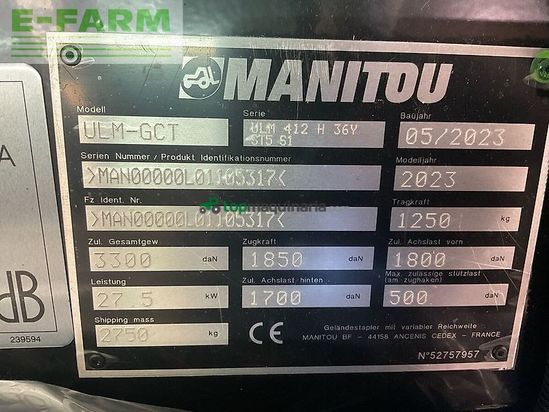 E-FARM
MANITOU
Modell
ULM-GCT
Serie
ULM 412 H 36Y
ST5 S1
Baujahr
05/2023
Serien Nummer / Produkt Identifikationsnummer
>MAN00000L01J05317<
Modelljahr
2023
Fz Ident. Nr.
>MAN00000L01J05317<
topmaquinaria
Tragkraft
1250 kg
Zul. Gesamtgew
3300 daN
Zugkraft
1850 daN
Zul. Achslast vorn
1800 daN
Leistung
27.5 kW
Zul. Achslast hinten
1700 daN
Max. zulässige stützlast
(am zughaken)
500 daN
Shipping mass
2750 kg
CE
Geländestapler mit variabler Reichweite
MANITOU BF - 44158 ANCENIS CEDEX - FRANCE
N°52757957
A
dB
239594